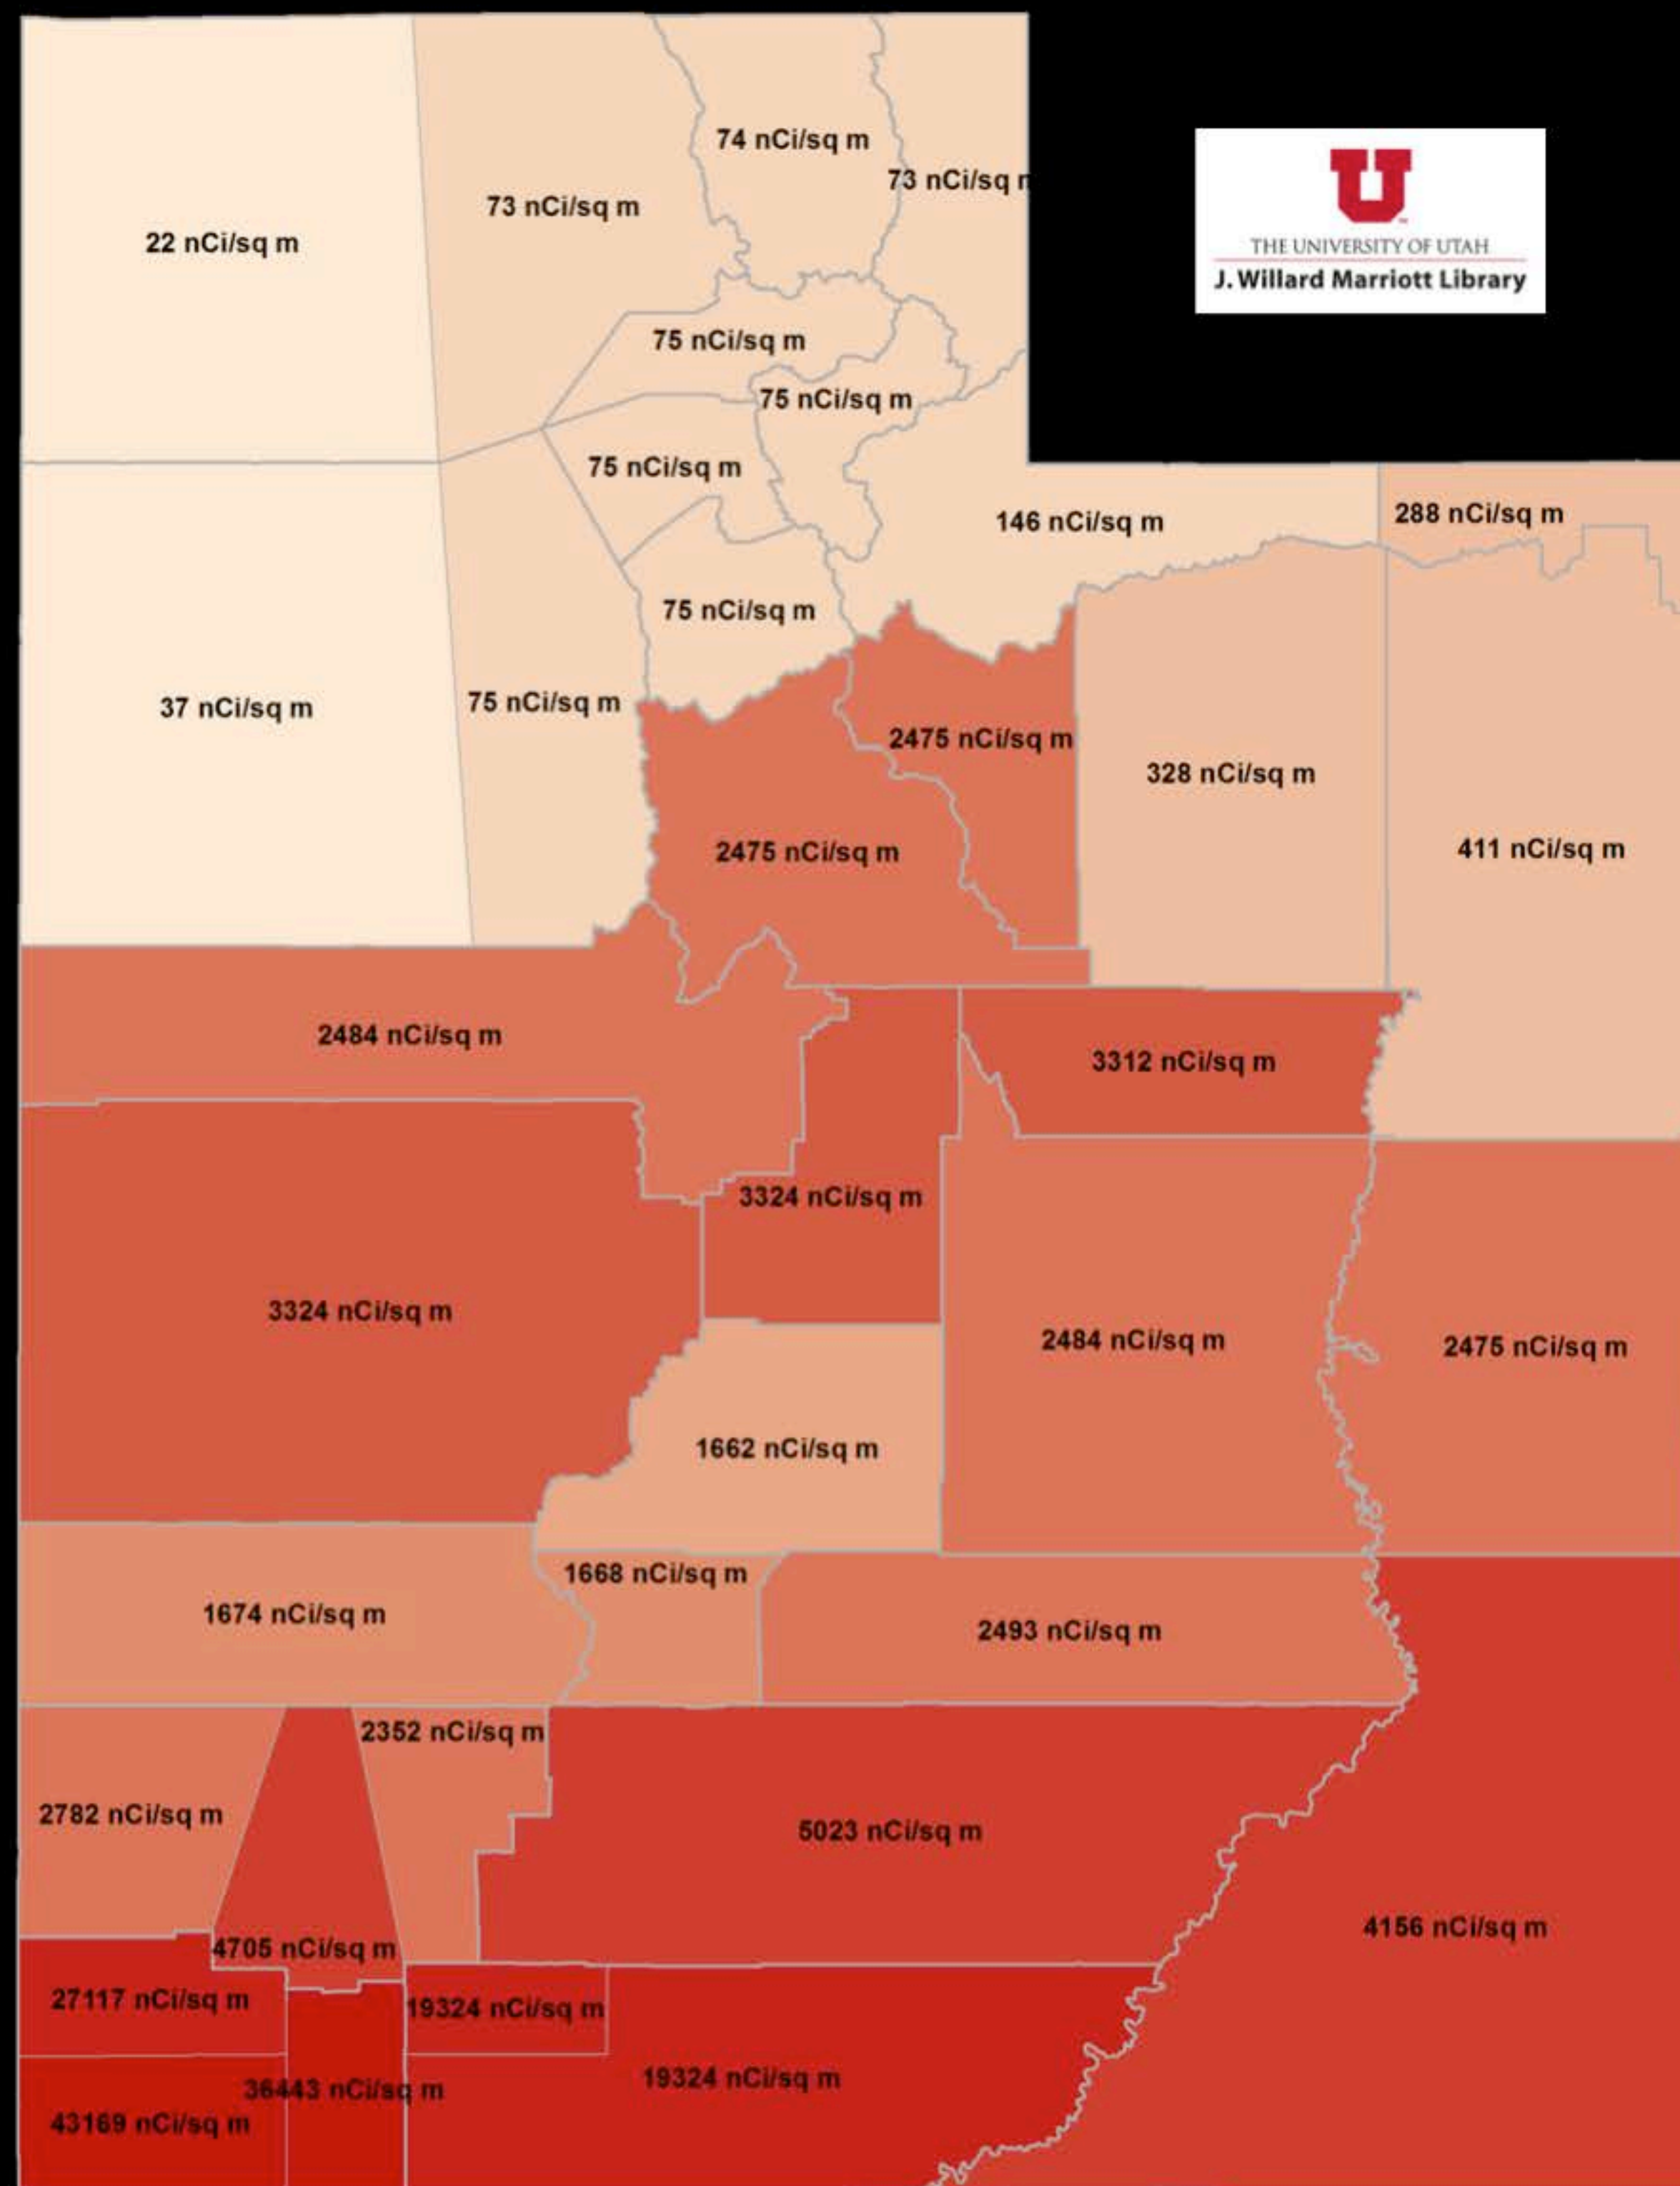 74 nCi/sq m
73 nCi/sq m
73 nCi/sq
22 nCi/sq m
THE UNIVERSITY OF UTAH
J. Willard Marriott Library
75 nCi/sq m
75 nCi/sq m
75 nCi/sq m
146 nCi/sq m
288 nCi/sq m
75 nCi/sq m
37 nCi/sq m
75 nCi/sq m
2475 nCi/sq m
328 nCi/sq m
2475 nCi/sq m
411 nCi/sq m
2484 nCi/sq m
3312 nCi/sq m
3324 nCi/sq m
3324 nCi/sq m
2484 nCi/sq m
2475 nCi/sq m
1662 nCi/sq m
1668 nCi/sq m
1674 nCi/sq m
2493 nCi/sq m
2352 nCi/sq m
2782 nCi/sq m
5023 nCi/sq m
4156 nCi/sq m
4705 nCi/sq m
27117 nCi/sq m
19324 nCi/sq m
19324 nCi/sq m
36443 nCi/sq m
43169 nCi/sq m